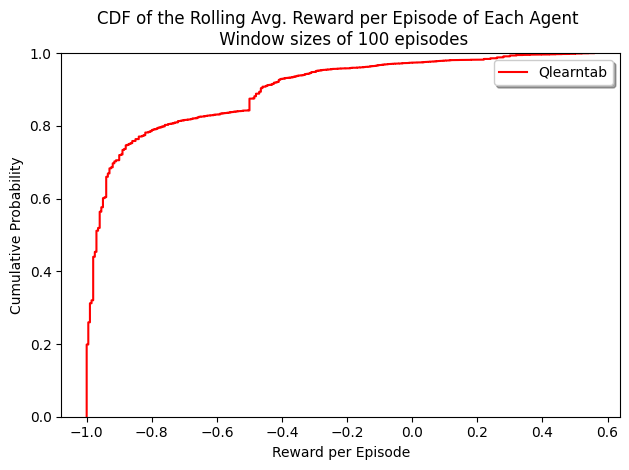 CDF of the Rolling Avg. Reward per Episode of Each Agent
Window sizes of 100 episodes
Qlearntab
Cumulative Probability
1.0
0.8
0.6
0.4
0.2
0.0
−1.0 −0.8 −0.6 −0.4 −0.2 0.0 0.2 0.4 0.6
Reward per Episode